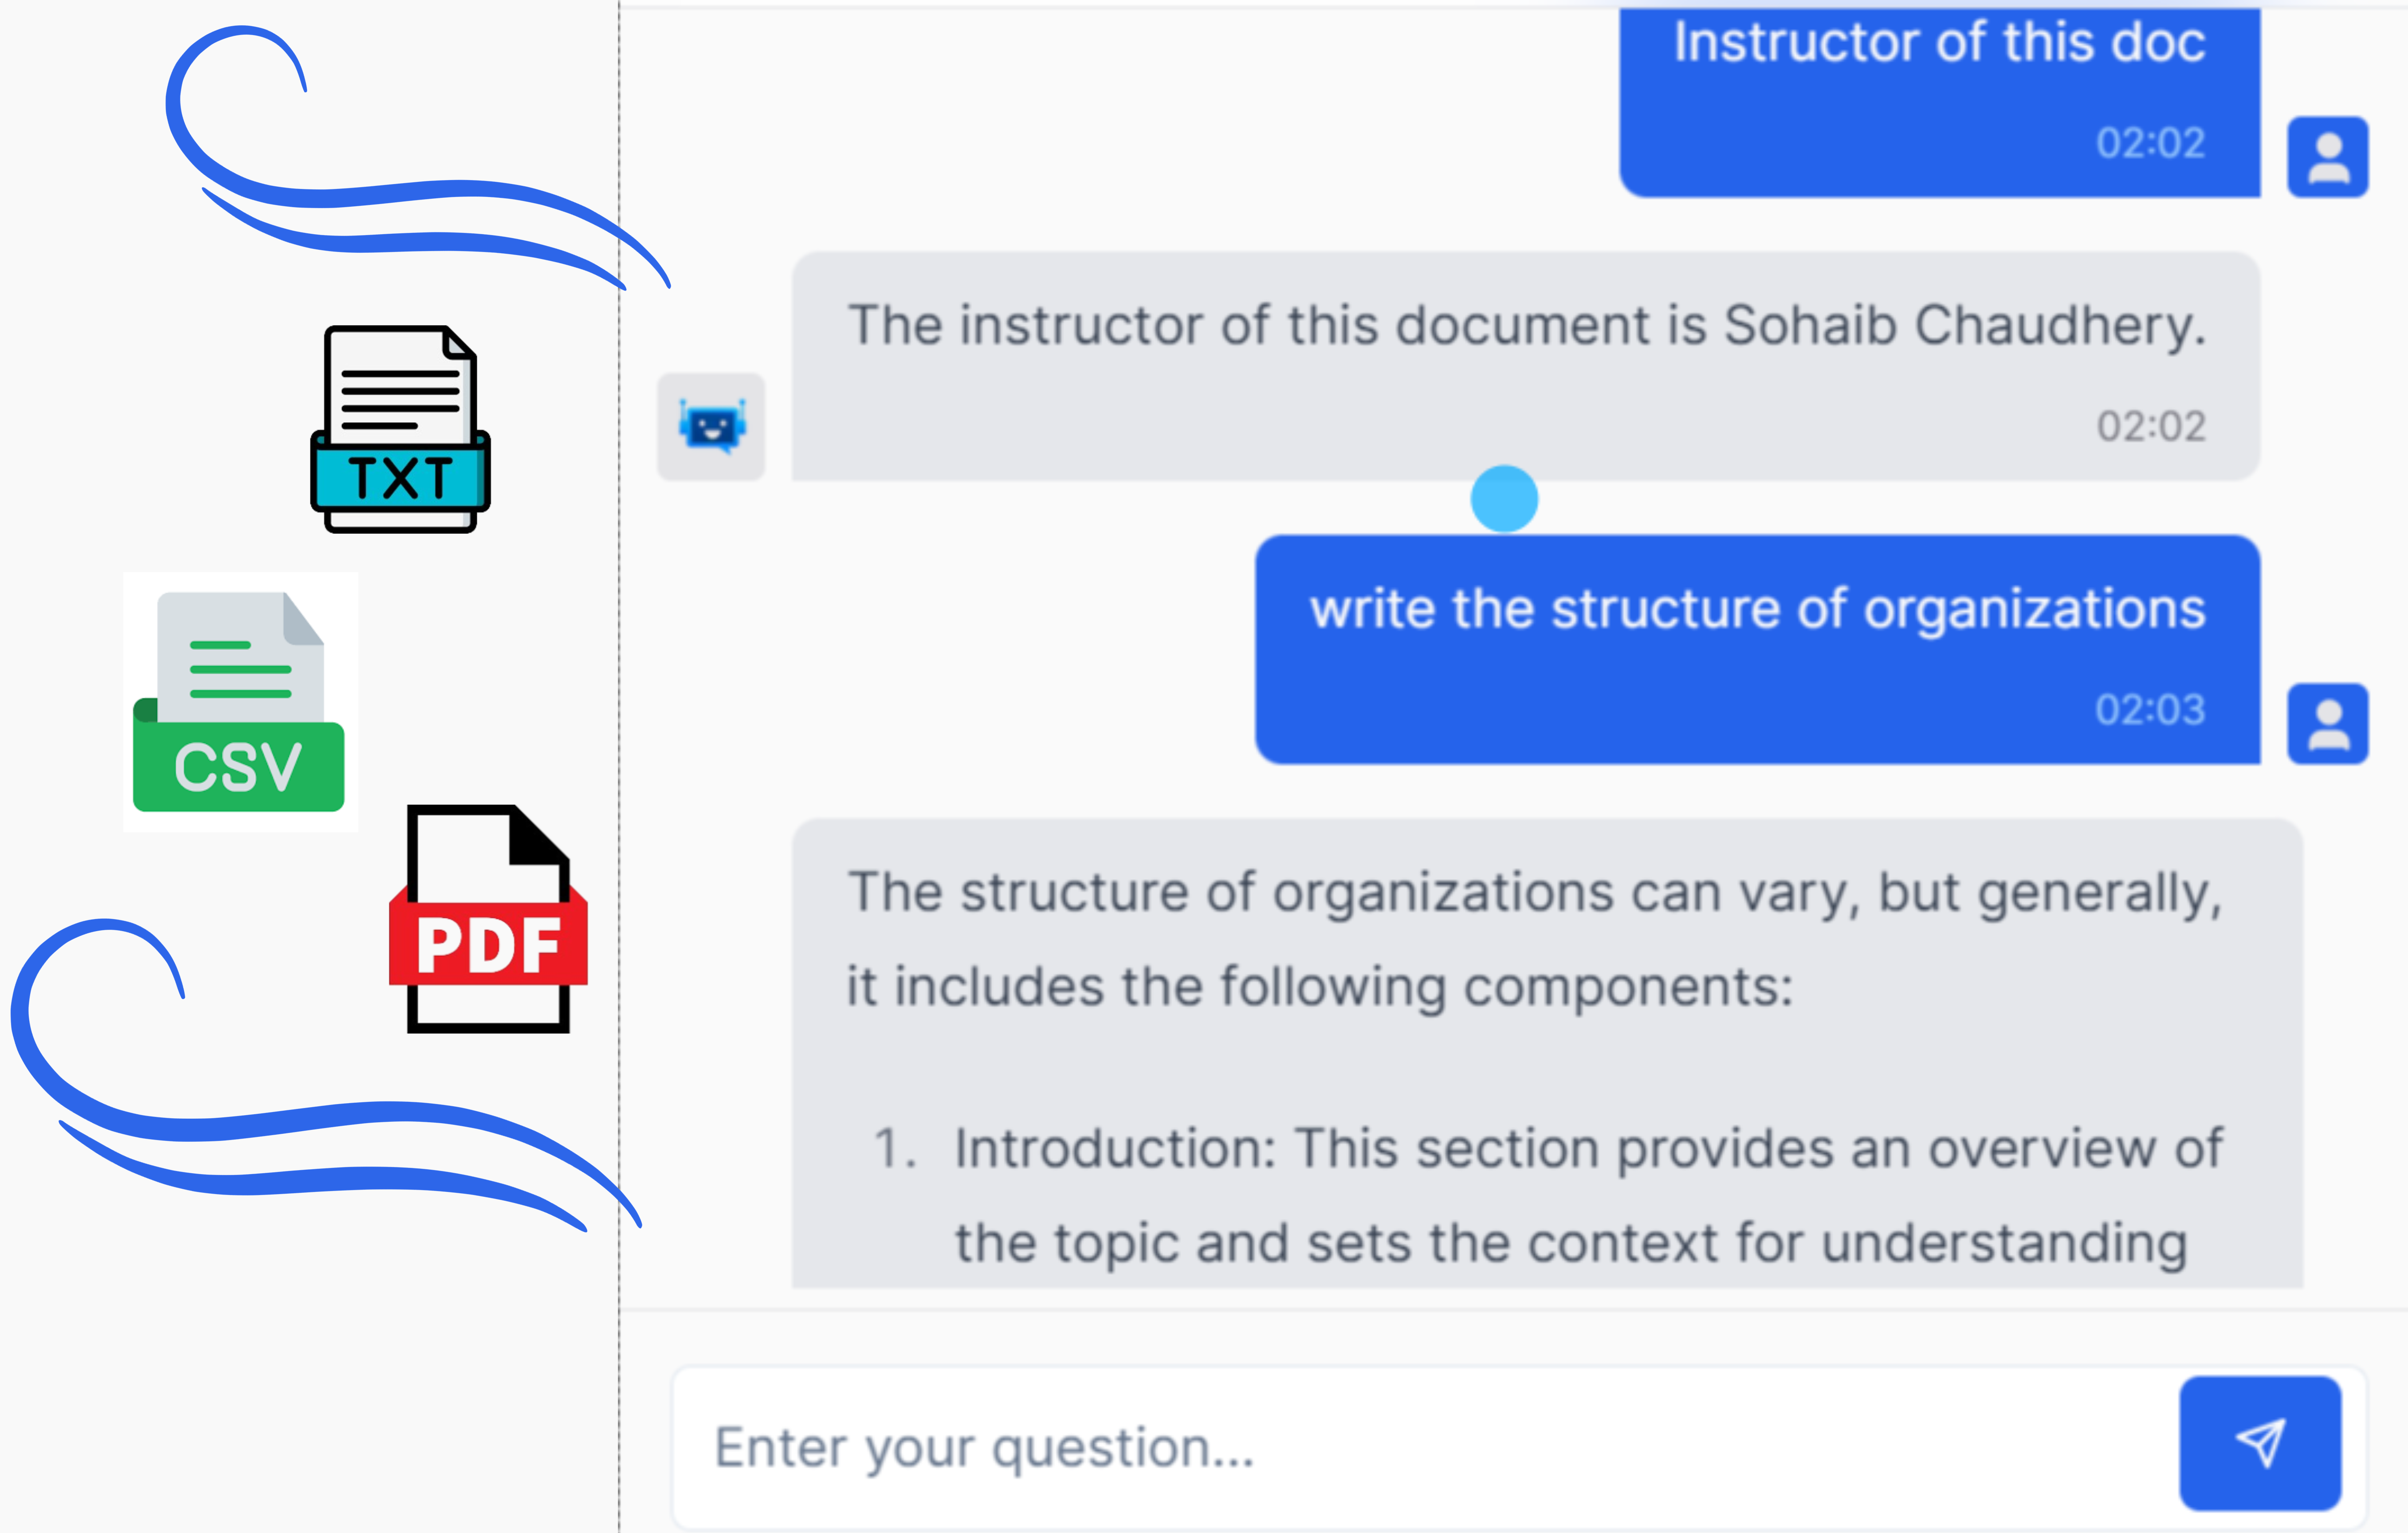 Instructor of this doc
02:02
The instructor of this document is Sohaib Chaudhery.
02:02
write the structure of organizations
02:03
The structure of organizations can vary, but generally,
it includes the following components:
1. Introduction: This section provides an overview of
the topic and sets the context for understanding
Enter your question...
TXT
CSV
PDF